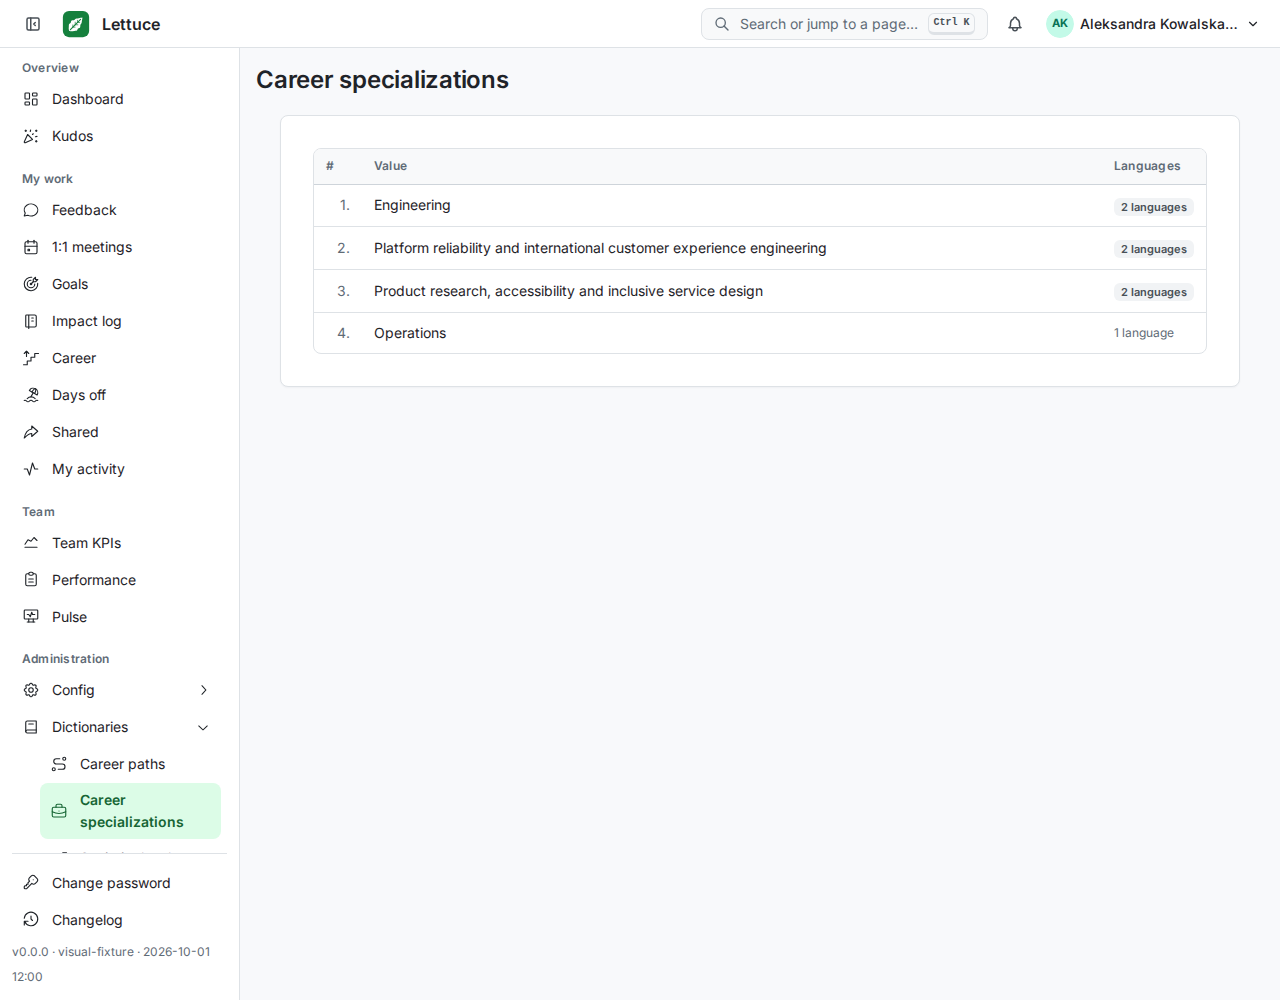 Lettuce
Search or jump to a page...
Ctrl K
AK
Aleksandra Kowalska...
Overview
Dashboard
Kudos
My work
Feedback
1:1 meetings
Goals
Impact log
Career
Days off
Shared
My activity
Team
Team KPIs
Performance
Pulse
Administration
Config
Dictionaries
Career paths
Career
specializations
Change password
Changelog
v0.0.0 · visual-fixture · 2026-10-01
12:00
Career specializations
# Value Languages
1. Engineering 2 languages
2. Platform reliability and international customer experience engineering 2 languages
3. Product research, accessibility and inclusive service design 2 languages
4. Operations 1 language